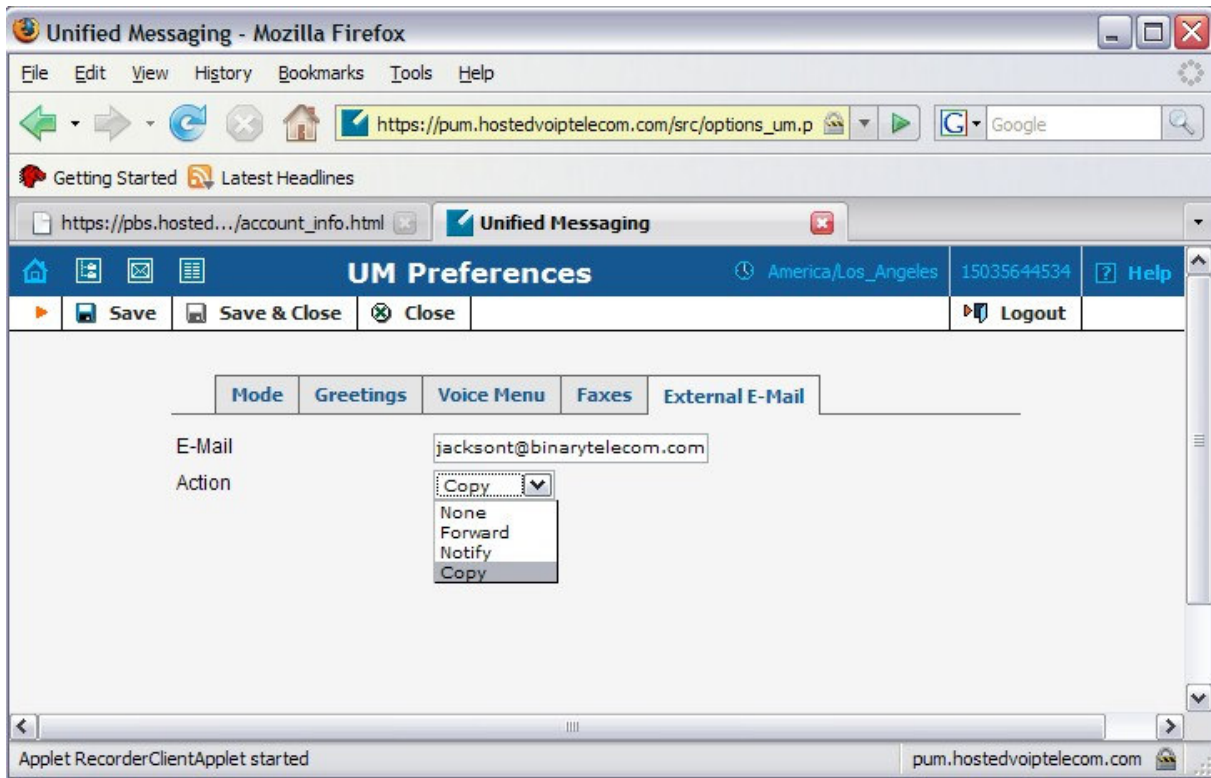 Unified Messaging - Mozilla Firefox
File Edit View History Bookmarks Tools Help
https://pum.hostedvoiptelecom.com/src/options_um.p G Google
Getting Started Latest Headlines
https://pbs.hosted.../account_info.html Unified Messaging
UM Preferences America/Los_Angeles 15035644534 ? Help
Save Save & Close Close Logout
Mode Greetings Voice Menu Faxes External E-Mail
E-Mail jacksont@binarytelecom.com
Action Copy
None
Forward
Notify
Copy
Applet RecorderClientApplet started pum.hostedvoiptelecom.com